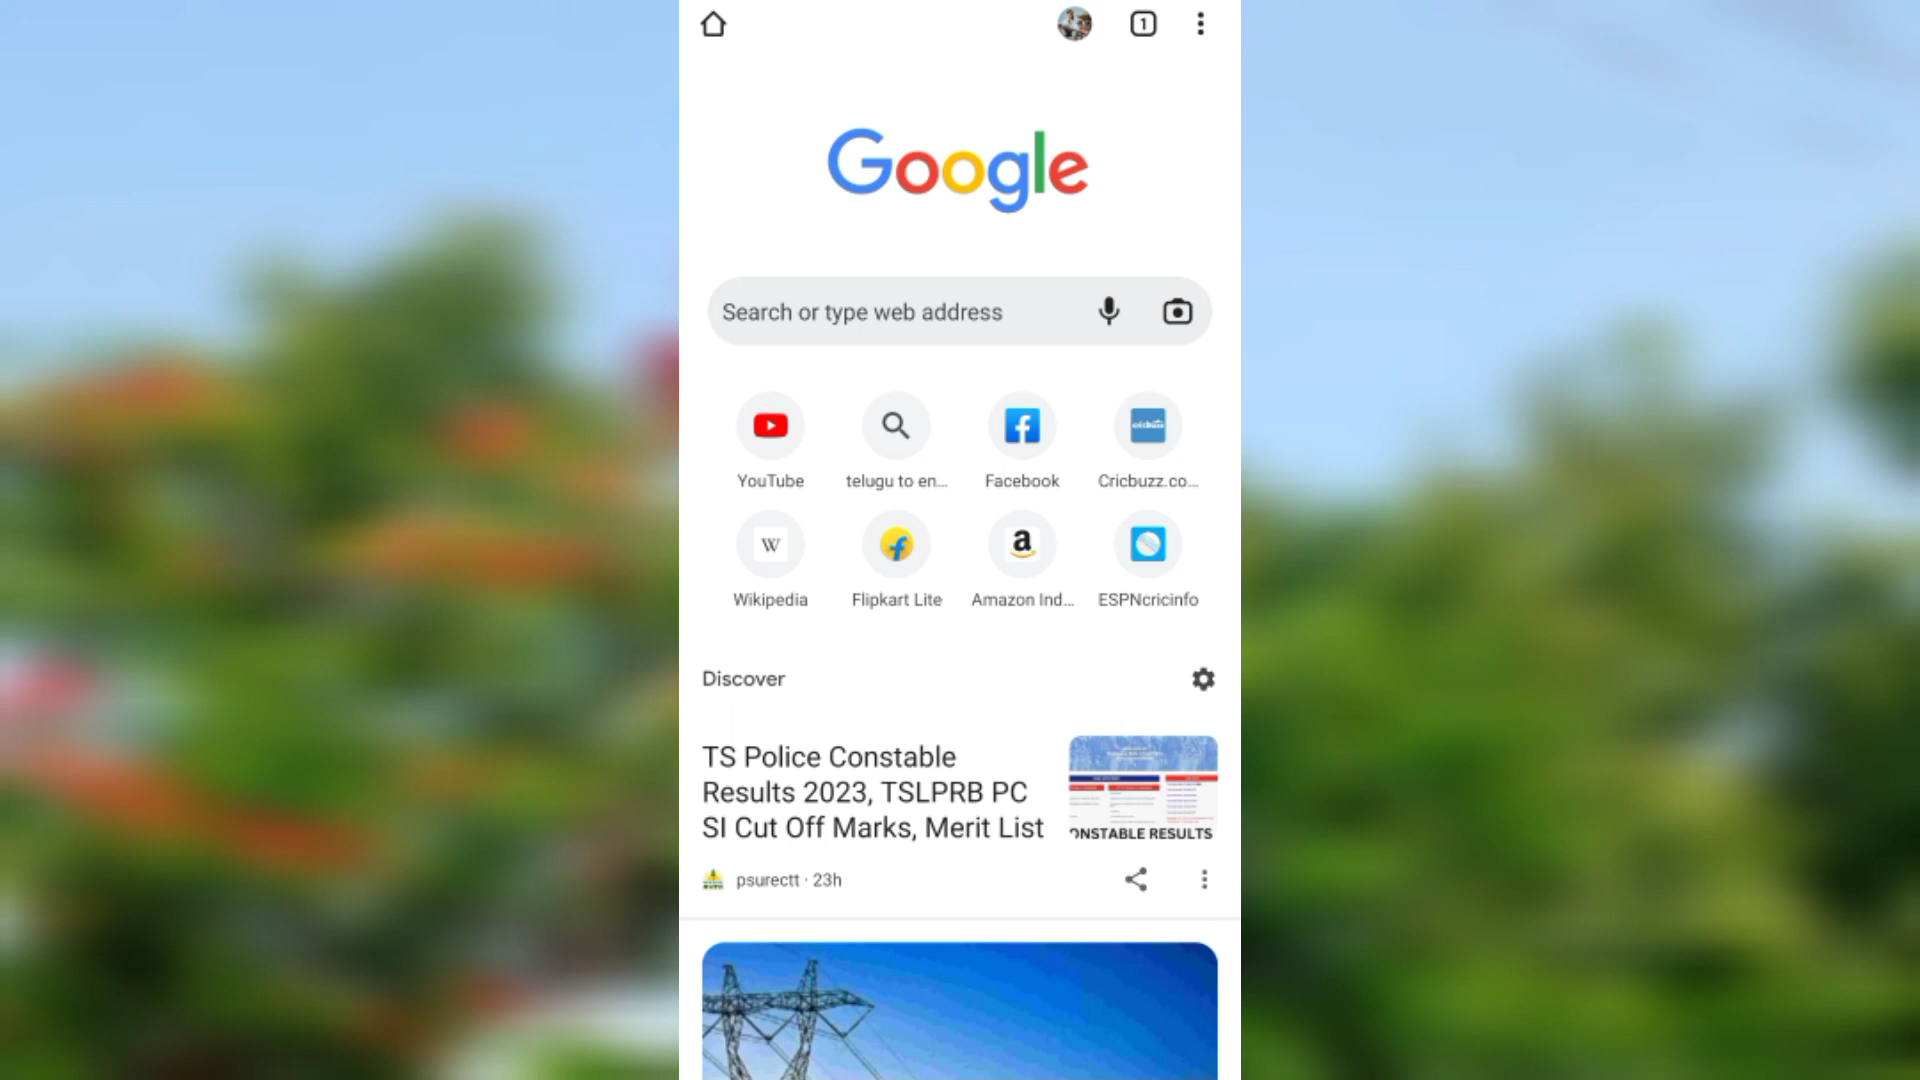 1
Google
Search or type web address
YouTube
telugu to en...
Facebook
Cricbuzz.co...
W
Wikipedia
Flipkart Lite
Amazon Ind...
ESPNcricinfo
Discover
TS Police Constable
Results 2023, TSLPRB PC
SI Cut Off Marks, Merit List
ONSTABLE RESULTS
psurectt · 23h